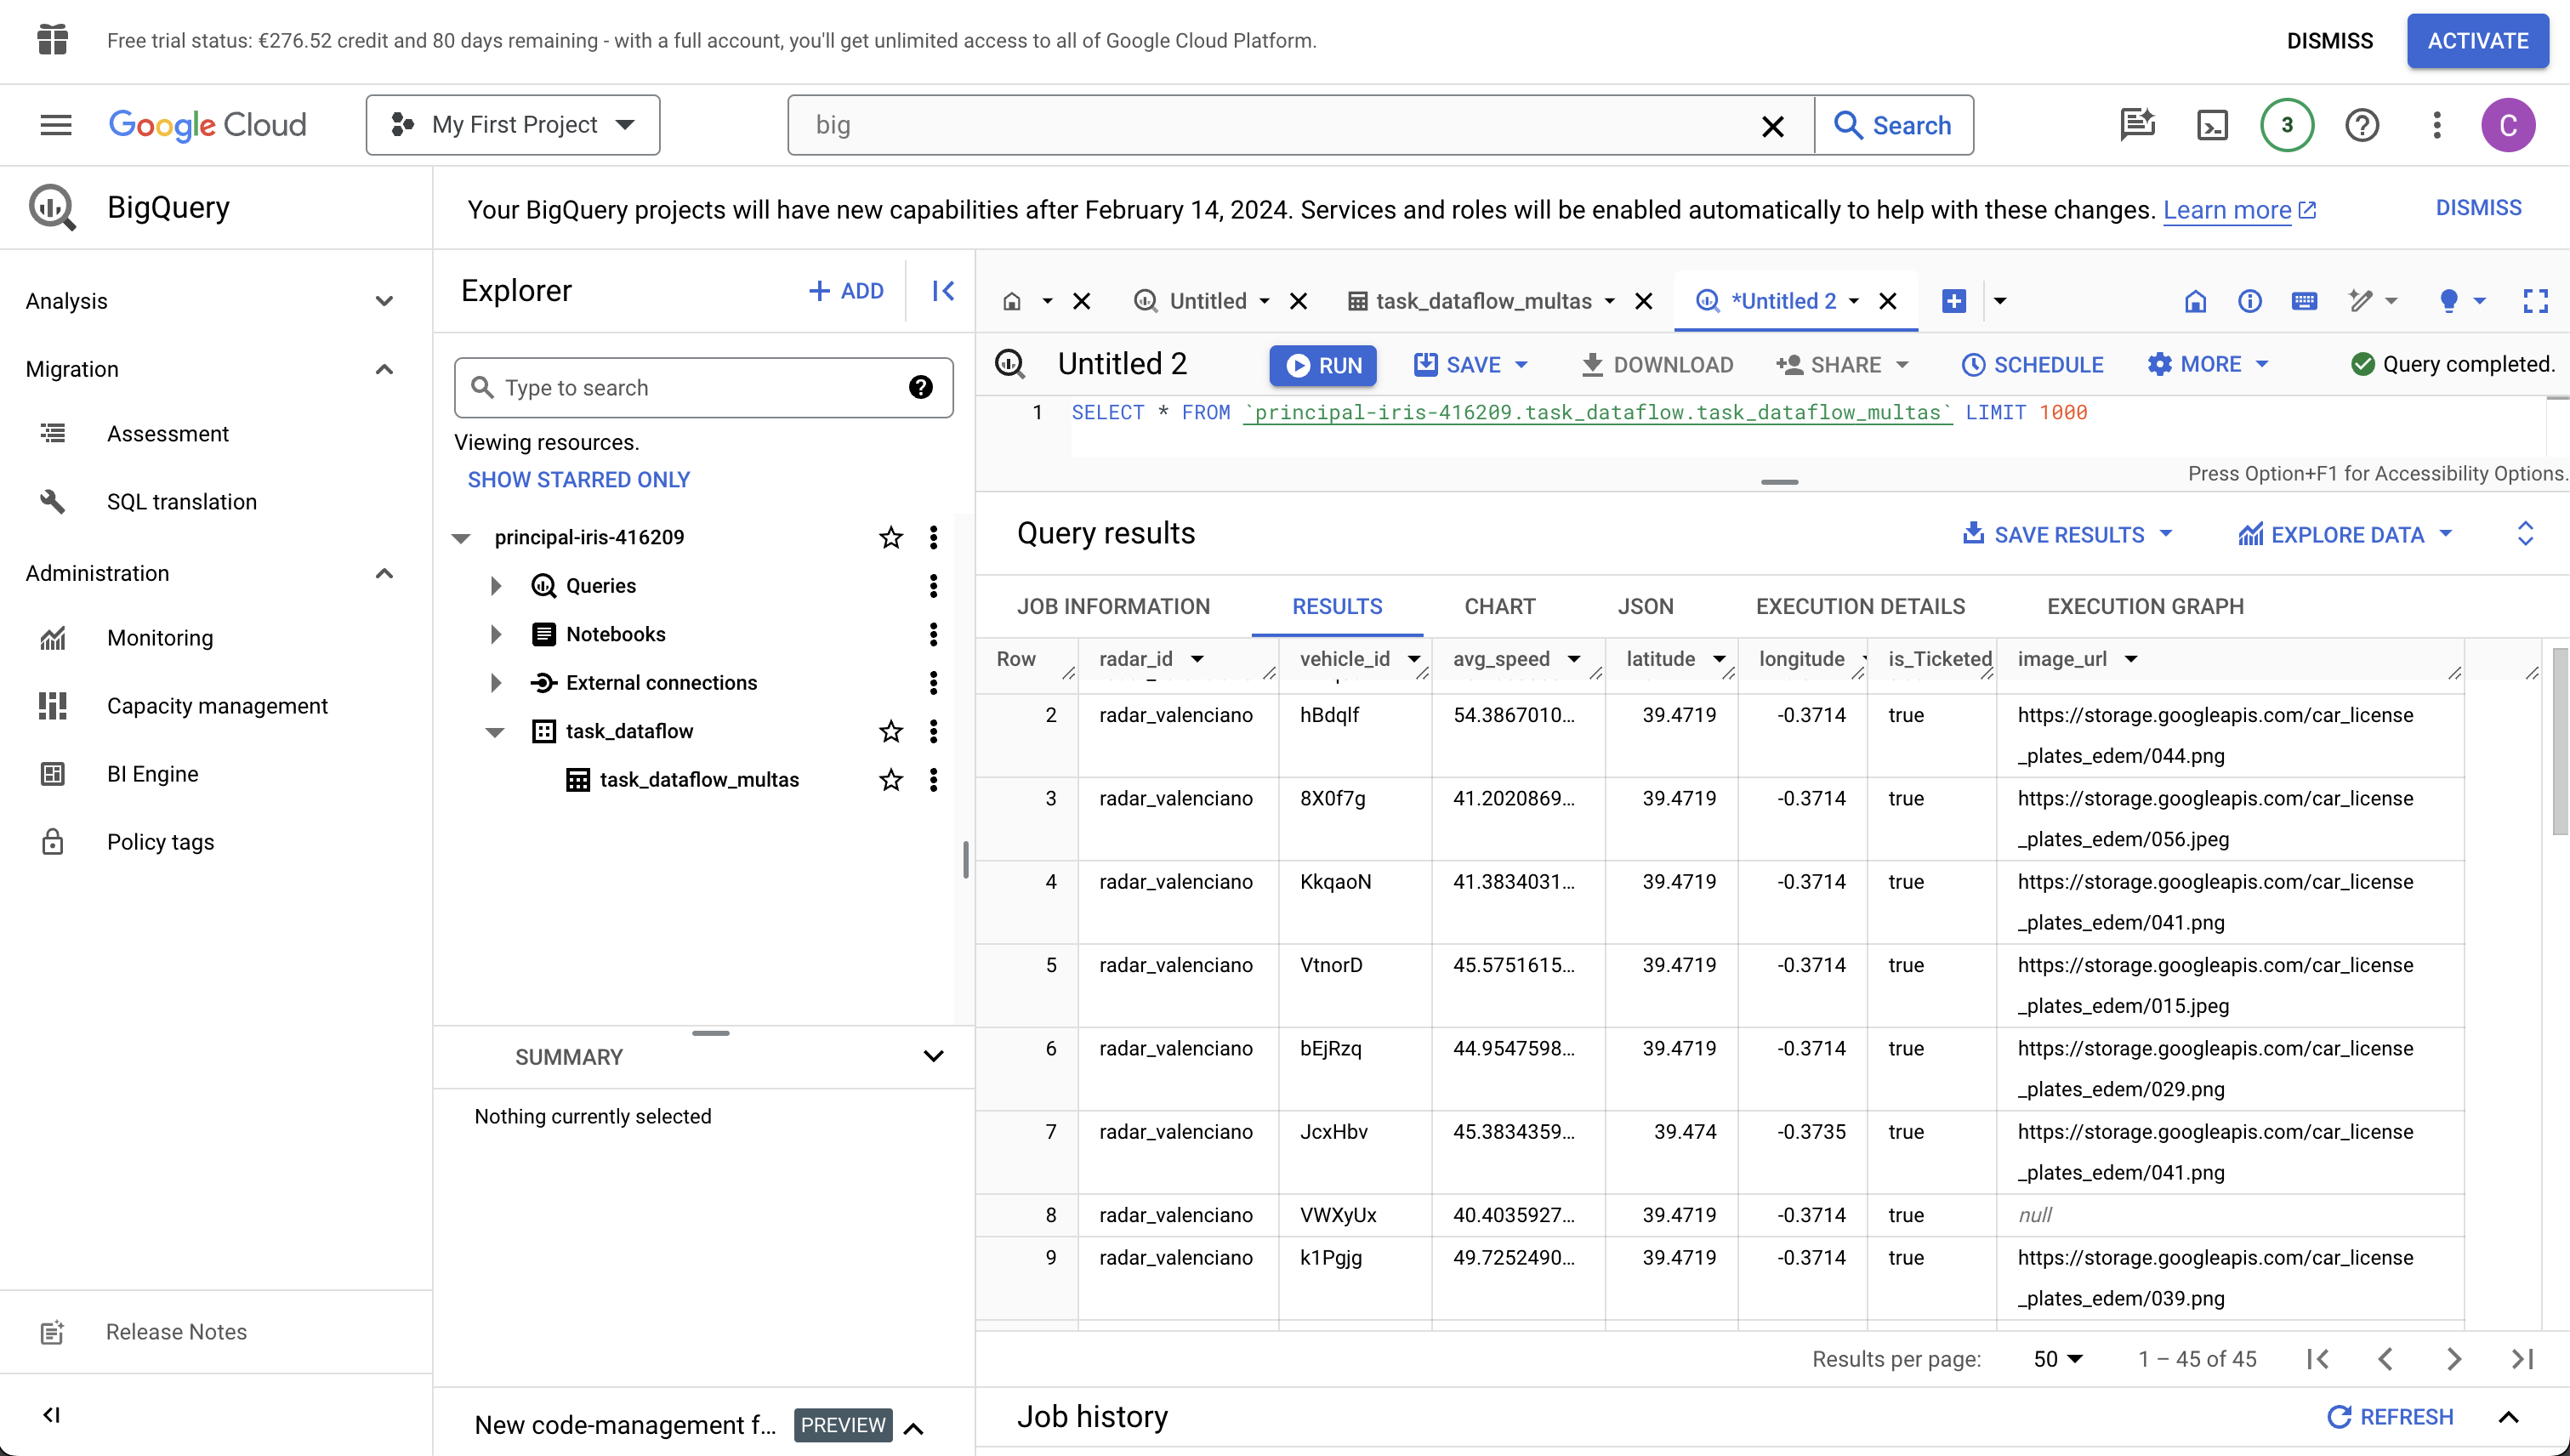 Free trial status: €276.52 credit and 80 days remaining - with a full account, you'll get unlimited access to all of Google Cloud Platform.
DISMISS
ACTIVATE
Google Cloud
My First Project
big
Search
3
C
BigQuery
Your BigQuery projects will have new capabilities after February 14, 2024. Services and roles will be enabled automatically to help with these changes. Learn more
DISMISS
Analysis
Migration
Assessment
SQL translation
Administration
Monitoring
Capacity management
BI Engine
Policy tags
Release Notes
Explorer
ADD
Type to search
Viewing resources.
SHOW STARRED ONLY
principal-iris-416209
Queries
Notebooks
External connections
task_dataflow
task_dataflow_multas
SUMMARY
Nothing currently selected
New code-management f...
PREVIEW
Untitled
task_dataflow_multas
*Untitled 2
Untitled 2
RUN
SAVE
DOWNLOAD
SHARE
SCHEDULE
MORE
Query completed.
1 SELECT * FROM `principal-iris-416209.task_dataflow.task_dataflow_multas` LIMIT 1000
Press Option+F1 for Accessibility Options.
Query results
SAVE RESULTS
EXPLORE DATA
JOB INFORMATION
RESULTS
CHART
JSON
EXECUTION DETAILS
EXECUTION GRAPH
Row radar_id vehicle_id avg_speed latitude longitude is_Ticketed image_url
2 radar_valenciano hBdqlf 54.3867010... 39.4719 -0.3714 true https://storage.googleapis.com/car_license
_plates_edem/044.png
3 radar_valenciano 8X0f7g 41.2020869... 39.4719 -0.3714 true https://storage.googleapis.com/car_license
_plates_edem/056.jpeg
4 radar_valenciano KkqaoN 41.3834031... 39.4719 -0.3714 true https://storage.googleapis.com/car_license
_plates_edem/041.png
5 radar_valenciano VtnorD 45.5751615... 39.4719 -0.3714 true https://storage.googleapis.com/car_license
_plates_edem/015.jpeg
6 radar_valenciano bEjRzq 44.9547598... 39.4719 -0.3714 true https://storage.googleapis.com/car_license
_plates_edem/029.png
7 radar_valenciano JcxHbv 45.3834359... 39.474 -0.3735 true https://storage.googleapis.com/car_license
_plates_edem/041.png
8 radar_valenciano VWXyUx 40.4035927... 39.4719 -0.3714 true null
9 radar_valenciano k1Pgjg 49.7252490... 39.4719 -0.3714 true https://storage.googleapis.com/car_license
_plates_edem/039.png
Results per page: 50 1 – 45 of 45
Job history
REFRESH